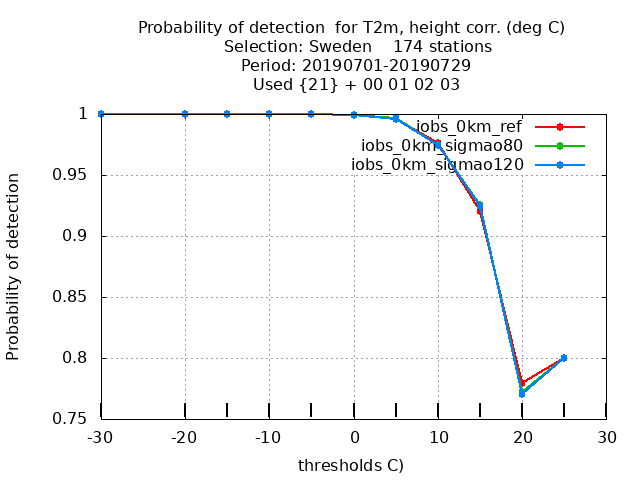 Probability of detection  for T2m, height corr. (deg C)
Selection: Sweden    174 stations
Period: 20190701-20190729
Used {21} + 00 01 02 03
Probability of detection
1
0.95
0.9
0.85
0.8
0.75
iobs_0km_ref
iobs_0km_sigmao80
iobs_0km_sigmao120
-30 -20 -10 0 10 20 30
thresholds C)